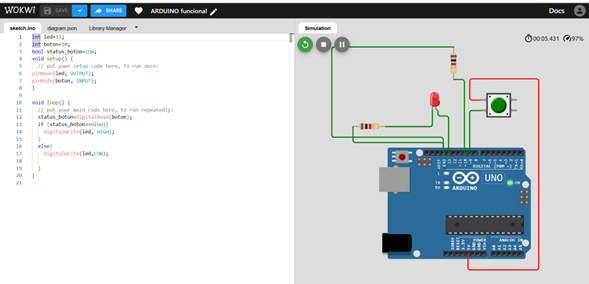 WOKWI SAVE SHARE ARDUINO funcional Docs
sketch.ino diagram.json Library Manager Simulation
1 int led=13;
2 int boton=10;
3 bool status_boton=LOW;
4 void setup() {
5 // put your setup code here, to run once:
6 pinMode(led, OUTPUT);
7 pinMode(boton, INPUT);
8 }
9
10 void loop() {
11 // put your main code here, to run repeatedly:
12 status_boton=digitalRead(boton);
13 if (status_boton==HIGH){
14 digitalWrite(led, HIGH);
15 }
16 else{
17 digitalWrite(led,LOW);
18
19 }
20 }
21
00:05.431 97%
DIGITAL (PWM ~)
L
TX
RX
UNO
ARDUINO
ON
POWER
ANALOG IN